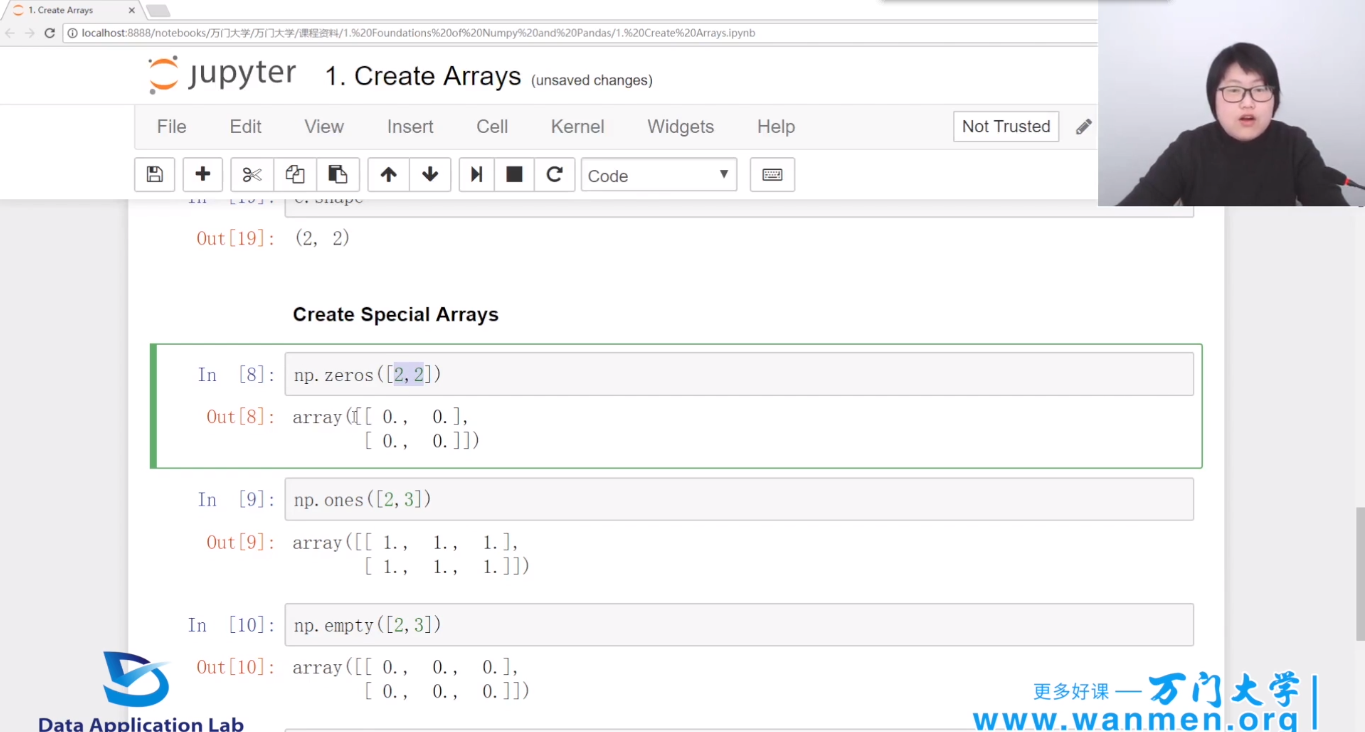 1. Create Arrays
localhost:8888/notebooks/万门大学/万门大学/课程资料/1.%20Foundations%20of%20Numpy%20and%20Pandas/1.%20Create%20Arrays.ipynb
jupyter 1. Create Arrays (unsaved changes)
File Edit View Insert Cell Kernel Widgets Help Not Trusted
Code
In [19]: c.shape
Out[19]: (2, 2)
Create Special Arrays
In [8]: np.zeros([2,2])
Out[8]: array([[ 0., 0.],
[ 0., 0.]])
In [9]: np.ones([2,3])
Out[9]: array([[ 1., 1., 1.],
[ 1., 1., 1.]])
In [10]: np.empty([2,3])
Out[10]: array([[ 0., 0., 0.],
[ 0., 0., 0.]])
Data Application Lab
更多好课 — 万门大学
www.wanmen.org